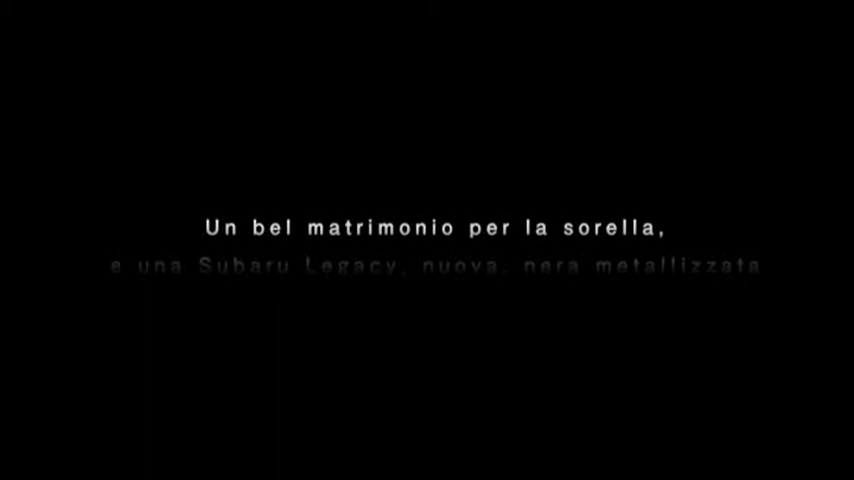 Un bel matrimonio per la sorella,
e una Subaru Legacy, nuova, nera metallizzata